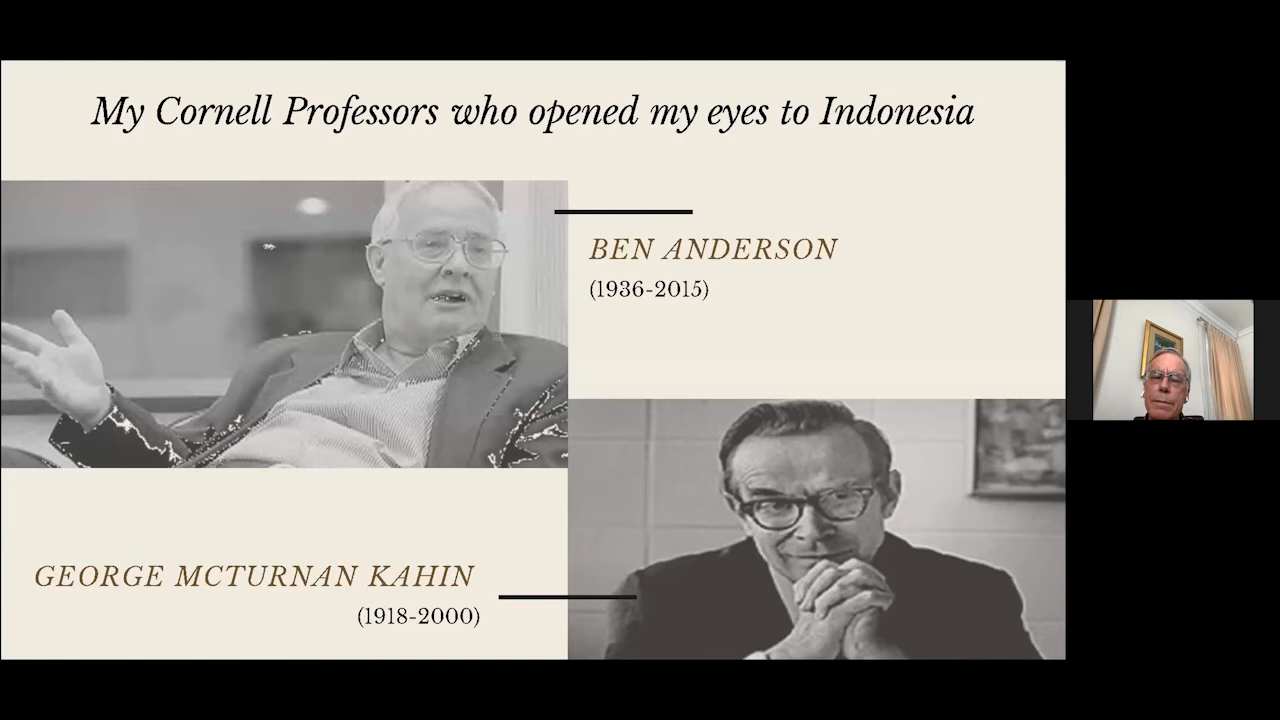 My Cornell Professors who opened my eyes to Indonesia
BEN ANDERSON
(1936-2015)
GEORGE MCTURNAN KAHIN
(1918-2000)